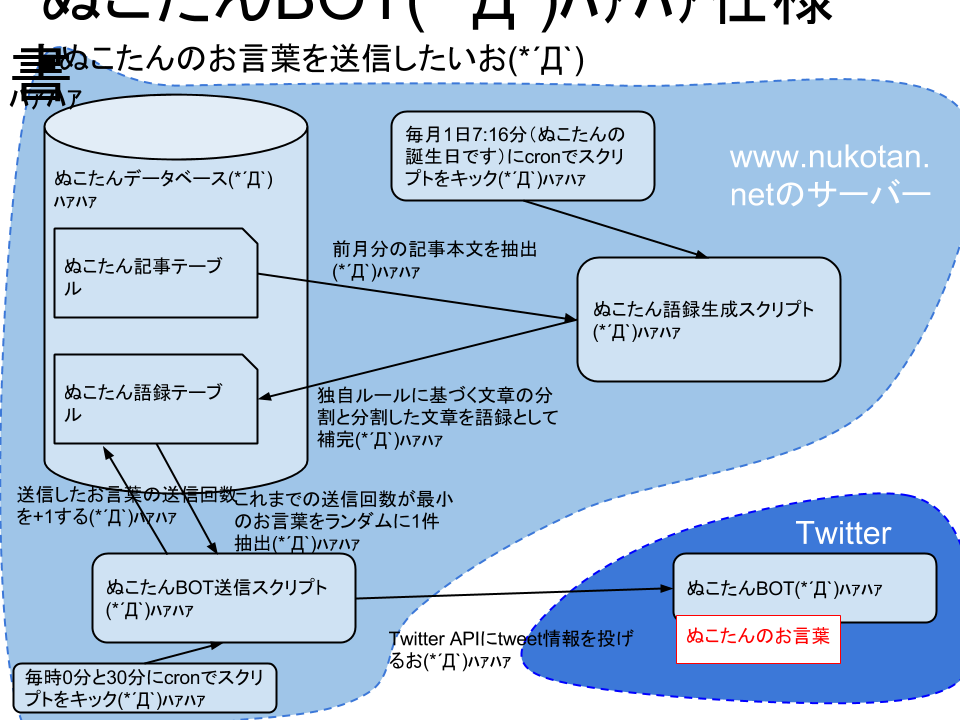 ぬこたんBOT(*´Д`)ﾊｧﾊｧ仕様
書
ぬこたんのお言葉を送信したいお(*´Д`)
ﾊｧﾊｧ
毎月1日7:16分（ぬこたんの
誕生日です）にcronでスクリ
プトをキック(*´Д`)ﾊｧﾊｧ
www.nukotan.
netのサーバー
ぬこたんデータベース(*´Д`)
ﾊｧﾊｧ
ぬこたん記事テーブ
ル
前月分の記事本文を抽出
(*´Д`)ﾊｧﾊｧ
ぬこたん語録生成スクリプト
(*´Д`)ﾊｧﾊｧ
ぬこたん語録テーブ
ル
独自ルールに基づく文章の分
割と分割した文章を語録として
補完(*´Д`)ﾊｧﾊｧ
送信したお言葉の送信回数
を+1する(*´Д`)ﾊｧﾊｧ
これまでの送信回数が最小
のお言葉をランダムに1件
抽出(*´Д`)ﾊｧﾊｧ
Twitter
ぬこたんBOT送信スクリプト
(*´Д`)ﾊｧﾊｧ
ぬこたんBOT(*´Д`)ﾊｧﾊｧ
ぬこたんのお言葉
Twitter APIにtweet情報を投げ
るお(*´Д`)ﾊｧﾊｧ
毎時0分と30分にcronでスクリ
プトをキック(*´Д`)ﾊｧﾊｧ